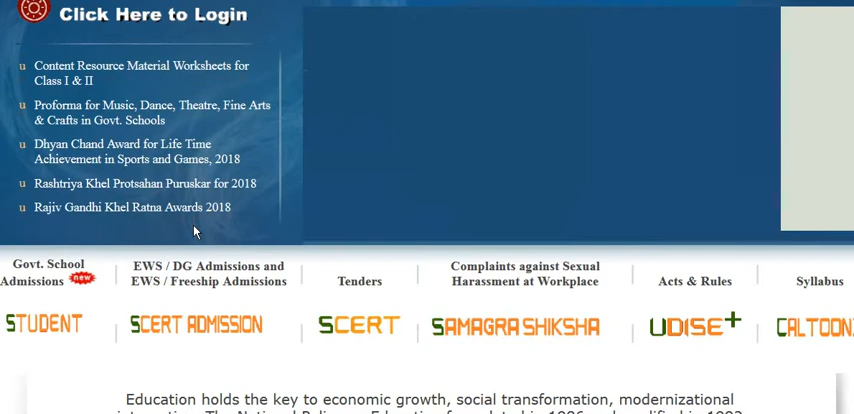 Click Here to Login
u Content Resource Material Worksheets for
Class I & II
u Proforma for Music, Dance, Theatre, Fine Arts
& Crafts in Govt. Schools
u Dhyan Chand Award for Life Time
Achievement in Sports and Games, 2018
u Rashtriya Khel Protsahan Puruskar for 2018
u Rajiv Gandhi Khel Ratna Awards 2018
Govt. School
Admissions new
EWS / DG Admissions and
EWS / Freeship Admissions
Tenders
Complaints against Sexual
Harassment at Workplace
Acts & Rules
Syllabus
STUDENT
SCERT ADMISSION
SCERT
SAMAGRA SHIKSHA
UDISE+
CALTOON
Education holds the key to economic growth, social transformation, modernizational